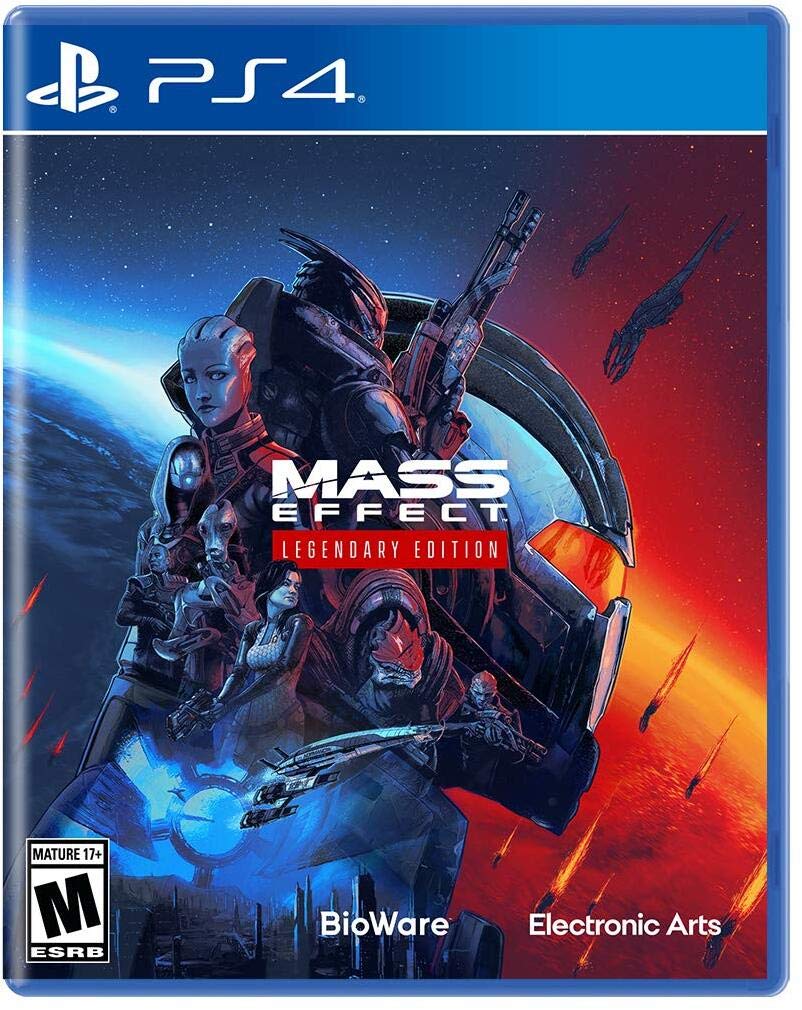 PS4
MASS
EFFECT
LEGENDARY EDITION
MATURE 17+
M
ESRB
BioWare
Electronic Arts